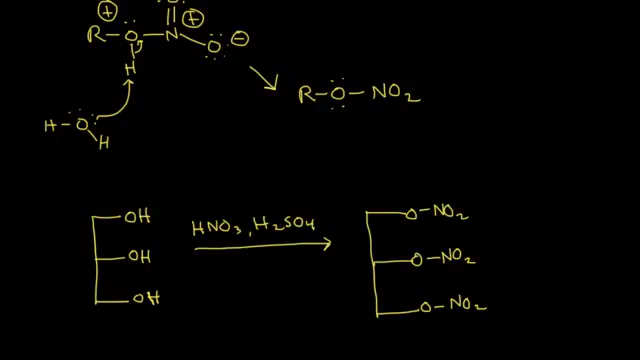 O
R-O-N-O
H
R-O-NO2
H-O
H
OH HNO3, H2SO4 O-NO2
OH O-NO2
OH O-NO2